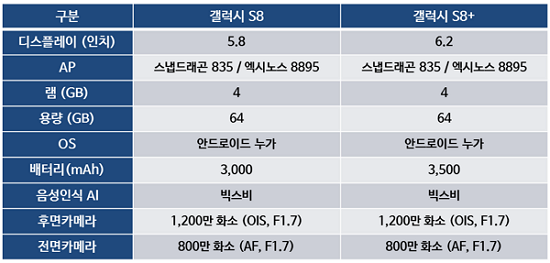 구분 갤럭시 S8 갤럭시 S8+
디스플레이 (인치) 5.8 6.2
AP 스냅드래곤 835 / 엑시노스 8895 스냅드래곤 835 / 엑시노스 8895
램 (GB) 4 4
용량 (GB) 64 64
OS 안드로이드 누가 안드로이드 누가
배터리(mAh) 3,000 3,500
음성인식 AI 빅스비 빅스비
후면카메라 1,200만 화소 (OIS, F1.7) 1,200만 화소 (OIS, F1.7)
전면카메라 800만 화소 (AF, F1.7) 800만 화소 (AF, F1.7)